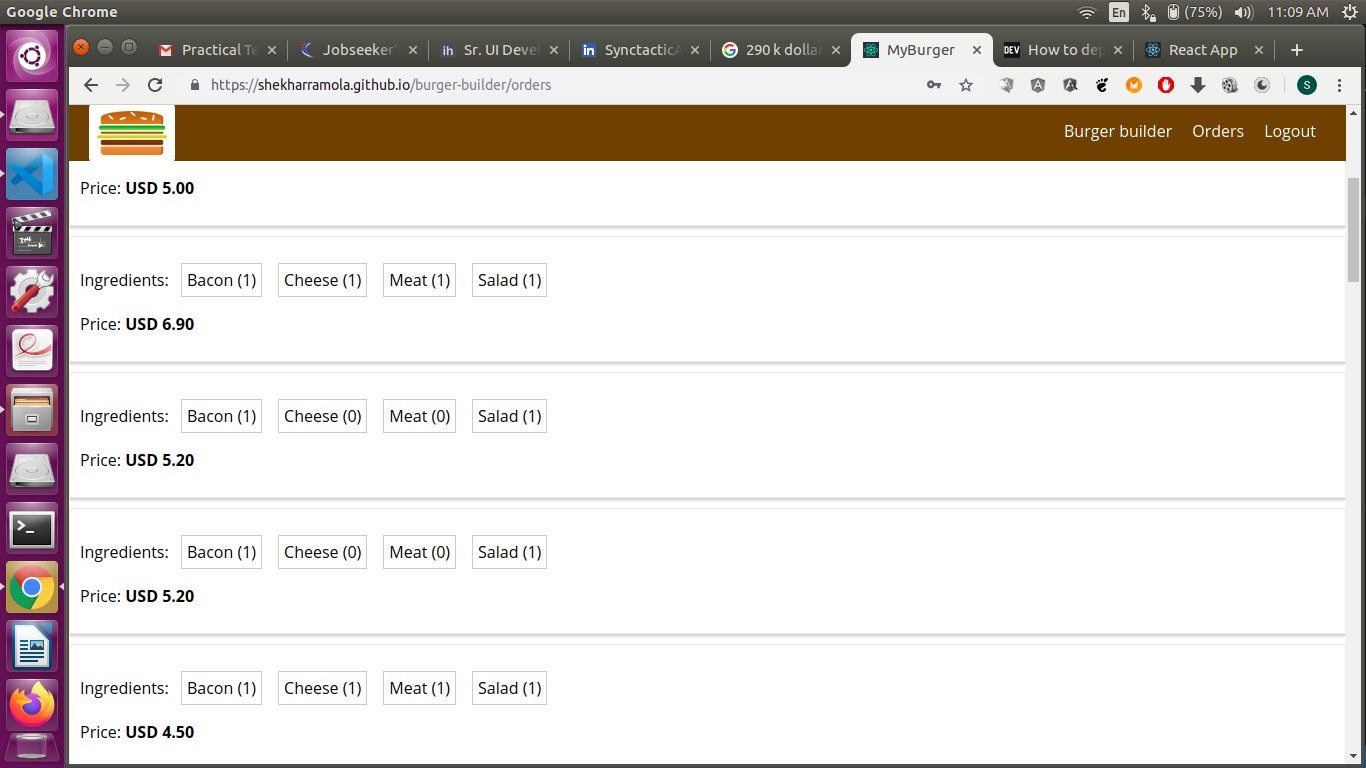 Google Chrome En (75%) 11:09 AM
Practical Te Jobseeker' ih Sr. UI Devel in SynctacticA G 290 k dollar MyBurger DEV How to dep React App
https://shekharramola.github.io/burger-builder/orders S
Burger builder Orders Logout
Price: USD 5.00
Ingredients: Bacon (1) Cheese (1) Meat (1) Salad (1)
Price: USD 6.90
Ingredients: Bacon (1) Cheese (0) Meat (0) Salad (1)
Price: USD 5.20
Ingredients: Bacon (1) Cheese (0) Meat (0) Salad (1)
Price: USD 5.20
Ingredients: Bacon (1) Cheese (1) Meat (1) Salad (1)
Price: USD 4.50